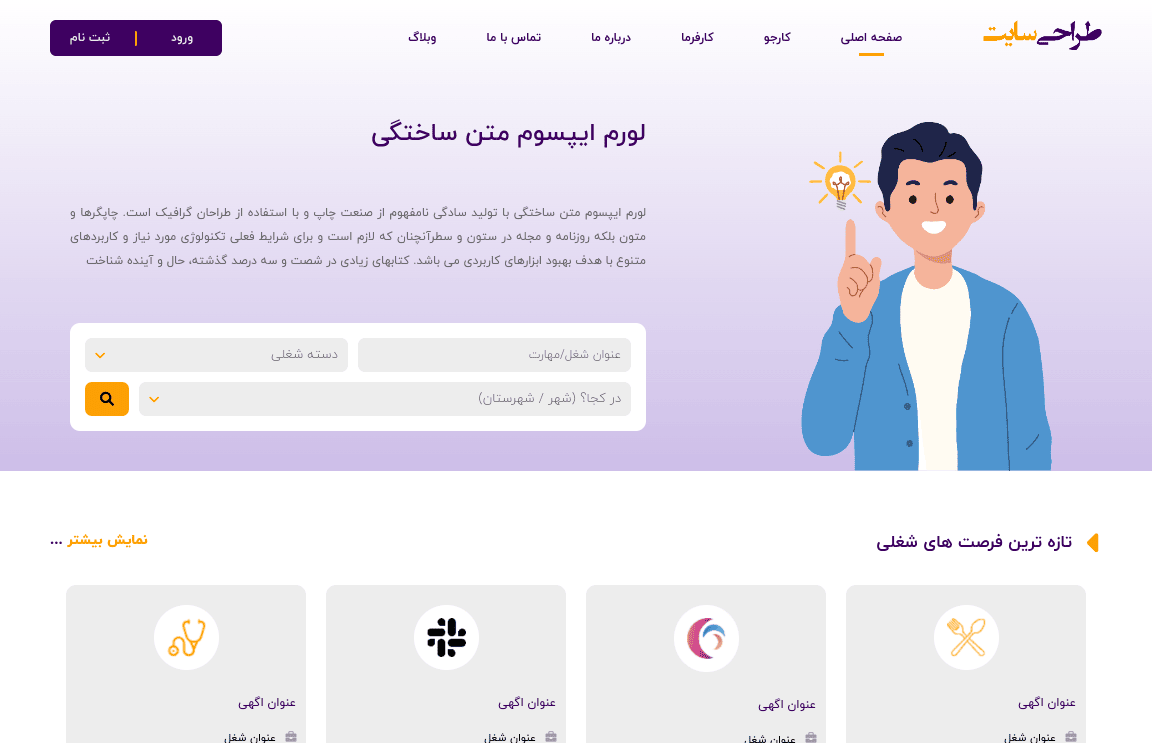 طراحی‌سایت
صفحه اصلی
کارجو
کارفرما
درباره ما
تماس با ما
وبلاگ
ورود | ثبت نام
لورم ایپسوم متن ساختگی
لورم ایپسوم متن ساختگی با تولید سادگی نامفهوم از صنعت چاپ و با استفاده از طراحان گرافیک است. چاپگرها و
متون بلکه روزنامه و مجله در ستون و سطرآنچنان که لازم است و برای شرایط فعلی تکنولوژی مورد نیاز و کاربردهای
متنوع با هدف بهبود ابزارهای کاربردی می باشد. کتابهای زیادی در شصت و سه درصد گذشته، حال و آینده شناخت
عنوان شغل/مهارت
دسته شغلی
در کجا؟ (شهر / شهرستان)
تازه ترین فرصت های شغلی
نمایش بیشتر ...
عنوان اگهی
عنوان شغل
عنوان اگهی
عنوان شغل
عنوان اگهی
عنوان شغل
عنوان اگهی
عنوان شغل